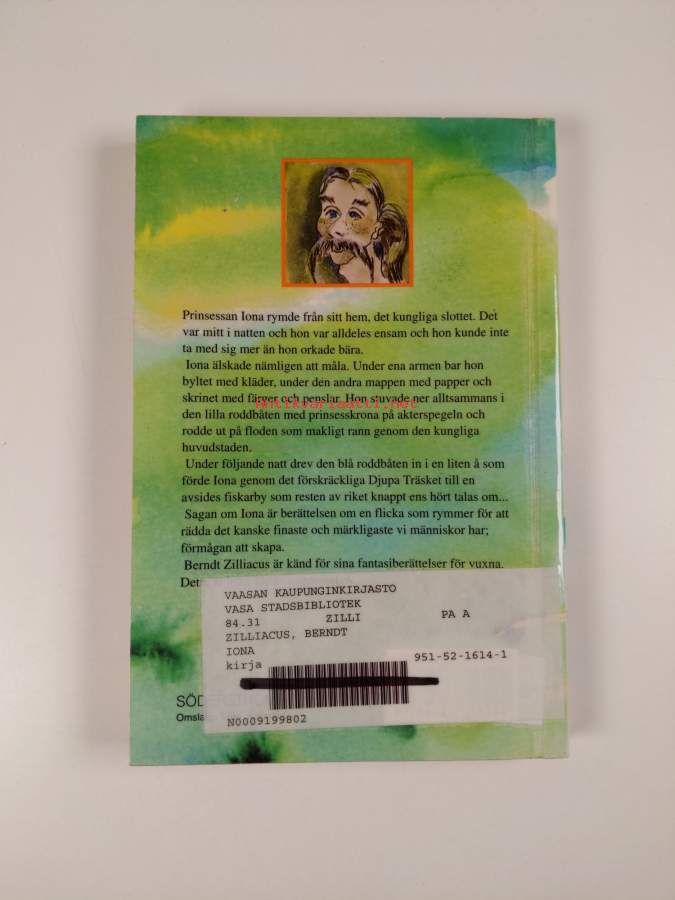 Prinsessan Iona rymde från sitt hem, det kungliga slottet. Det
var mitt i natten och hon var alldeles ensam och hon kunde inte
ta med sig mer än hon orkade bära.
Iona älskade nämligen att måla. Under ena armen bar hon
byltet med kläder, under den andra mappen med papper och
skrinet med färger och penslar. Hon stuvade ner alltsammans i
Antikvariaatti.net
den lilla roddbåten med prinsesskrona på akterspegeln och
rodde ut på floden som makligt rann genom den kungliga
huvudstaden.
Under följande natt drev den blå roddbåten in i en liten å som
förde Iona genom det förskräckliga Djupa Träsket till en
avsides fiskarby som resten av riket knappt ens hört talas om...
Sagan om Iona är berättelsen om en flicka som rymmer för att
rädda det kanske finaste och märkligaste vi människor har;
förmågan att skapa.
Berndt Zilliacus är känd för sina fantasiberättelser för vuxna.
Det
VAASAN KAUPUNGINKIRJASTO
VASA STADSBIBLIOTEK
84.31 ZILLI PA A
ZILLIACUS, BERNDT
IONA
kirja 951-52-1614-1
N0009199802